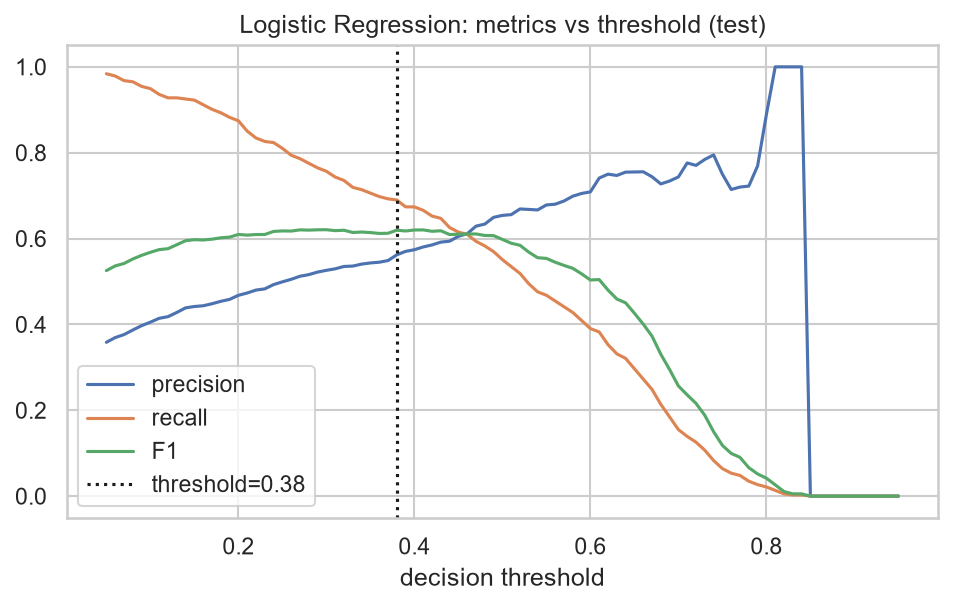 Logistic Regression: metrics vs threshold (test)
1.0
0.8
0.6
0.4
0.2
0.0
precision
recall
F1
threshold=0.38
0.2 0.4 0.6 0.8
decision threshold